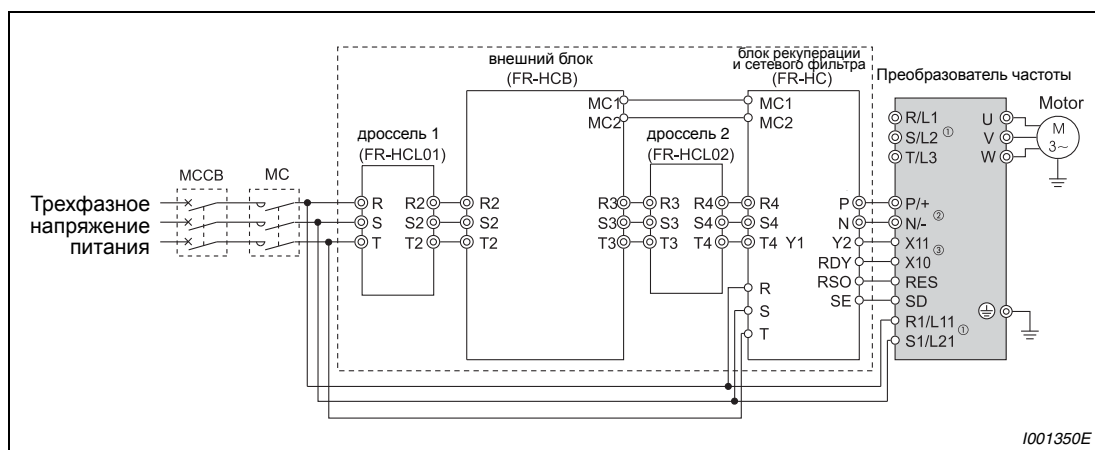 блок рекуперации
внешний блок
и сетевого фильтра
(FR-HCB)
(FR-HC)
Преобразователь частоты
Motor
M
3~
MC1
MC1
MC2
MC2
R/L1
S/L2 ①
T/L3
U
V
W
дроссель 1
(FR-HCL01)
дроссель 2
(FR-HCL02)
MCCB
MC
Трехфазное
напряжение
питания
R R2 R2 R3 R3 R4 R4 P P/+
S S2 S2 S3 S3 S4 S4 N N/- ②
T T2 T2 T3 T3 T4 T4 Y1 Y2 X11
RDY X10 ③
R RSO RES
S SE SD
T R1/L11 ①
S1/L21
I001350E